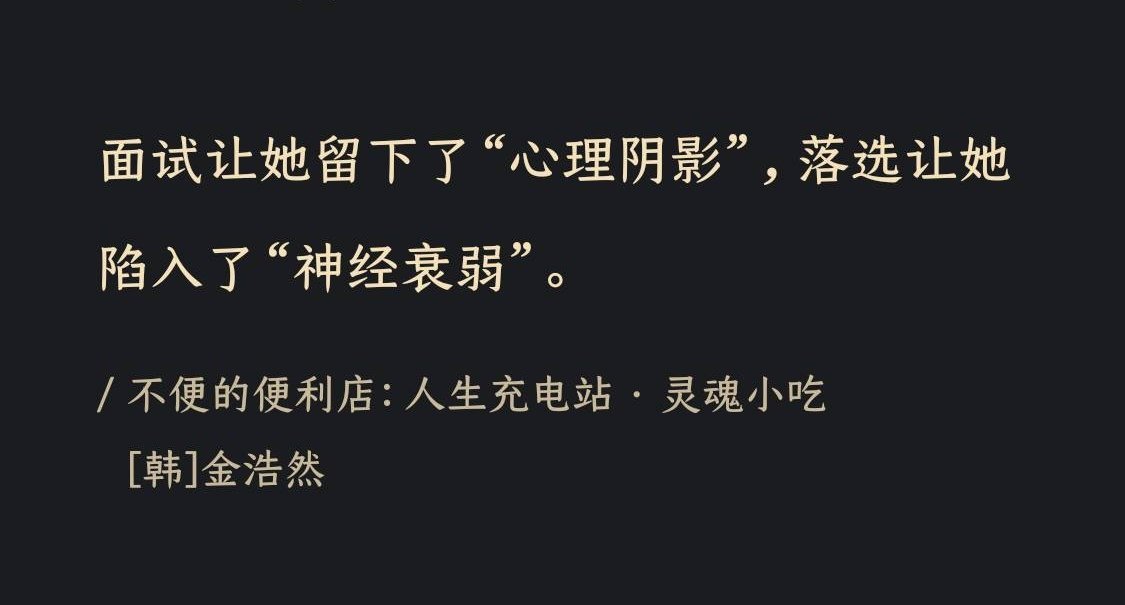 面试让她留下了“心理阴影”，落选让她
陷入了“神经衰弱”。
/ 不便的便利店：人生充电站 · 灵魂小吃
[韩]金浩然